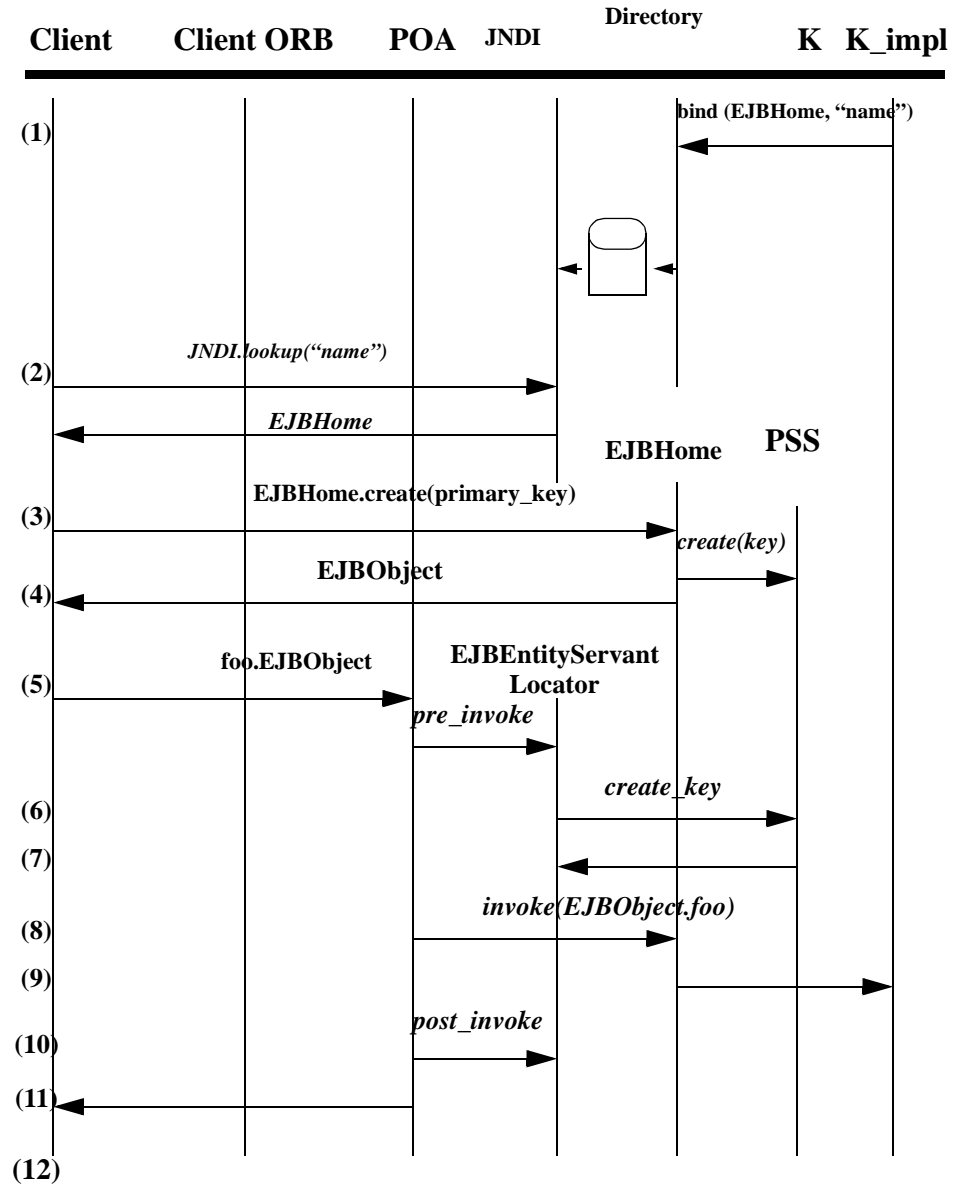 Directory
Client Client ORB POA JNDI K K_impl
bind (EJBHome, “name”)
(1)
JNDI.lookup(“name”)
(2)
EJBHome
PSS
EJBHome
EJBHome.create(primary_key)
(3)
create(key)
EJBObject
(4)
EJBEntityServant
foo.EJBObject
(5)
Locator
pre_invoke
create_key
(6)
(7)
invoke(EJBObject.foo)
(8)
(9)
post_invoke
(10)
(11)
(12)